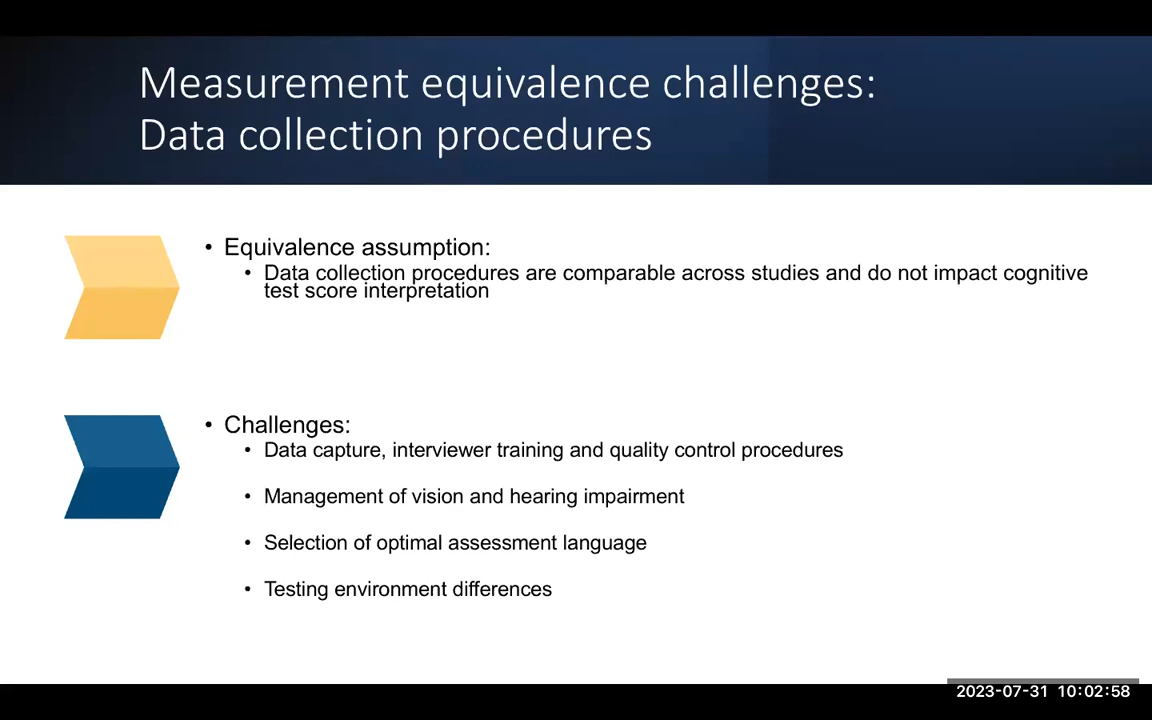 Measurement equivalence challenges:
Data collection procedures
• Equivalence assumption:
• Data collection procedures are comparable across studies and do not impact cognitive
test score interpretation
• Challenges:
• Data capture, interviewer training and quality control procedures
• Management of vision and hearing impairment
• Selection of optimal assessment language
• Testing environment differences
2023-07-31 10:02:58